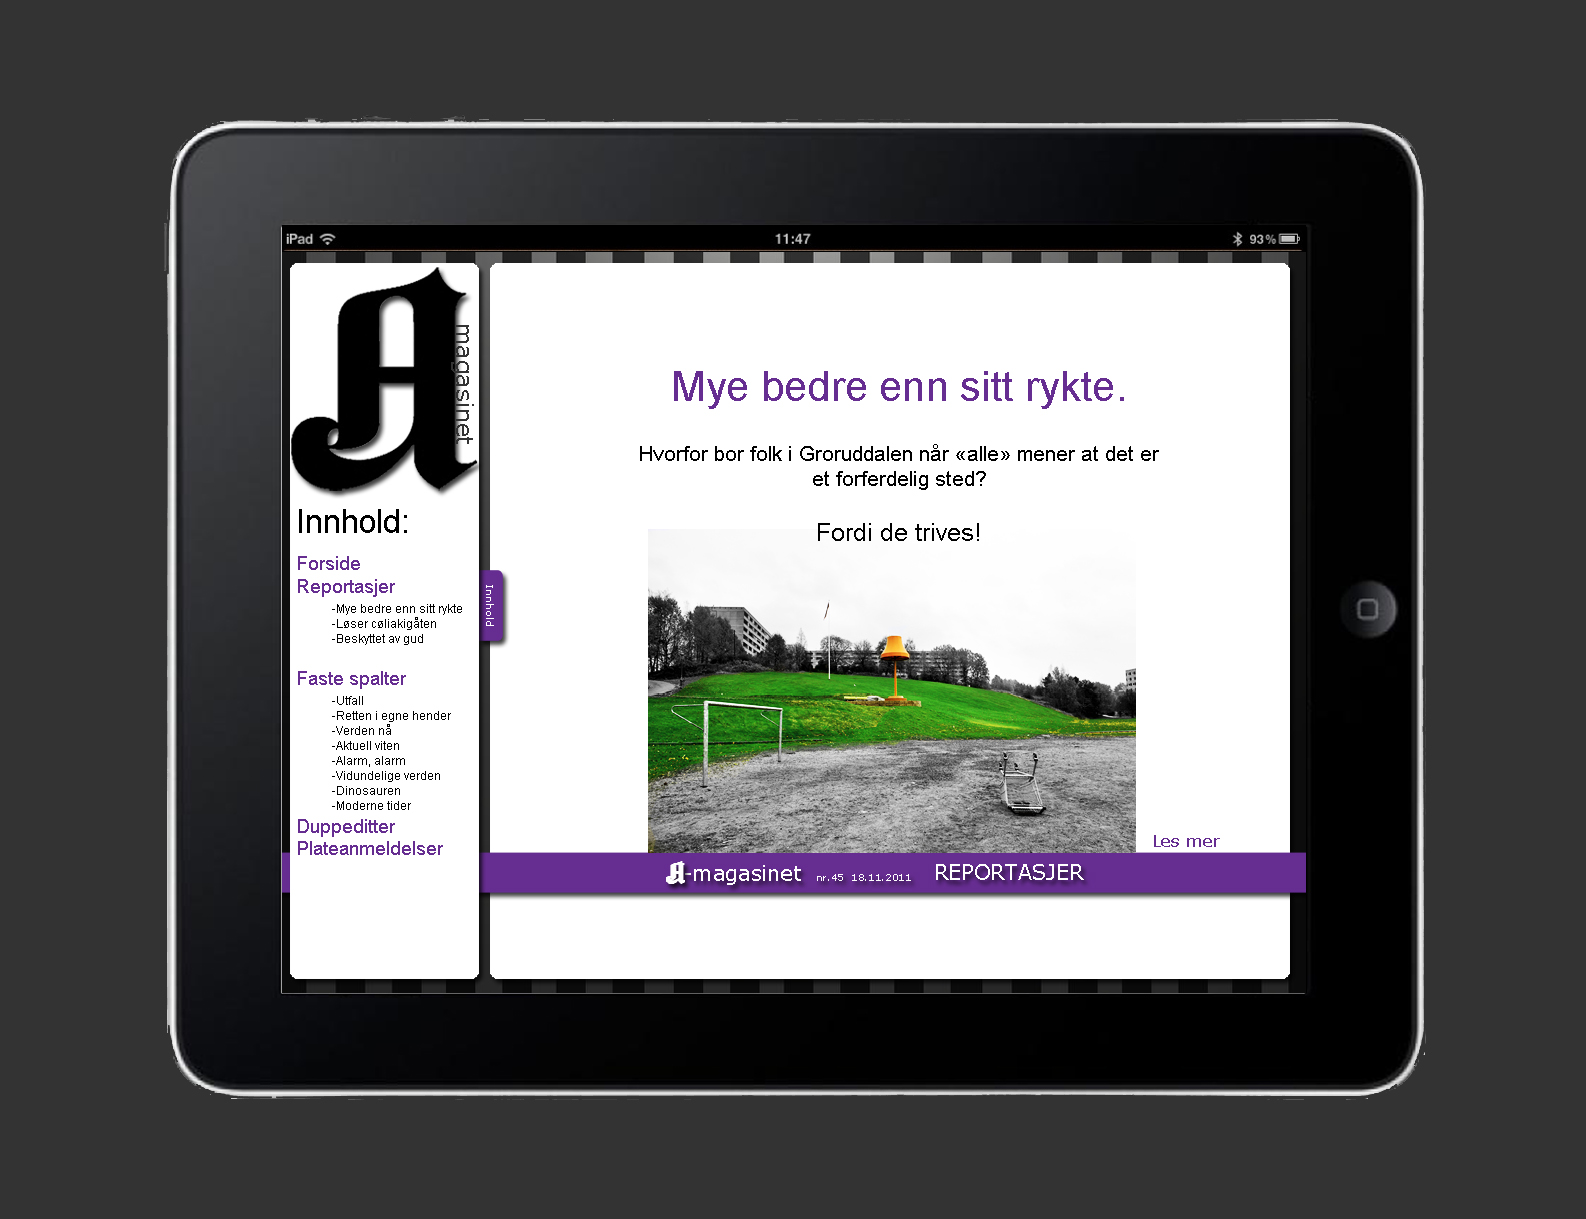 iPad
11:47
93%
A
magasinet
Innhold:
Forside
Reportasjer
-Mye bedre enn sitt rykte
-Løser cøliakigåten
-Beskyttet av gud
Faste spalter
-Utfall
-Retten i egne hender
-Verden nå
-Aktuell viten
-Alarm, alarm
-Vidundelige verden
-Dinosauren
-Moderne tider
Duppeditter
Plateanmeldelser
Innhold
Mye bedre enn sitt rykte.
Hvorfor bor folk i Groruddalen når «alle» mener at det er
et forferdelig sted?
Fordi de trives!
Les mer
A-magasinet nr.45 18.11.2011 REPORTASJER